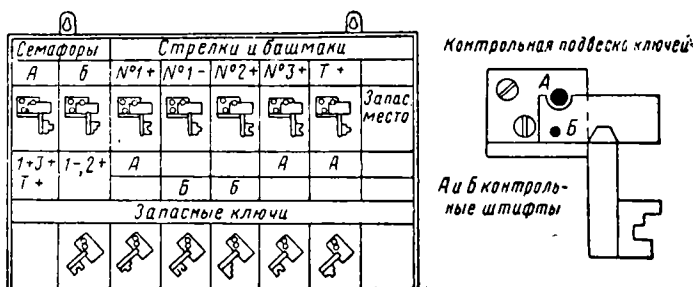 Семафоры Стрелки и башмаки
А Б №1+ №1- №2+ №3+ Т+
Запас.
место
1+3+ 1-,2+ А А А
Т+ Б Б
Запасные ключи
Контрольная подвеска ключей
А
Б
А и Б контроль-
ные штифты